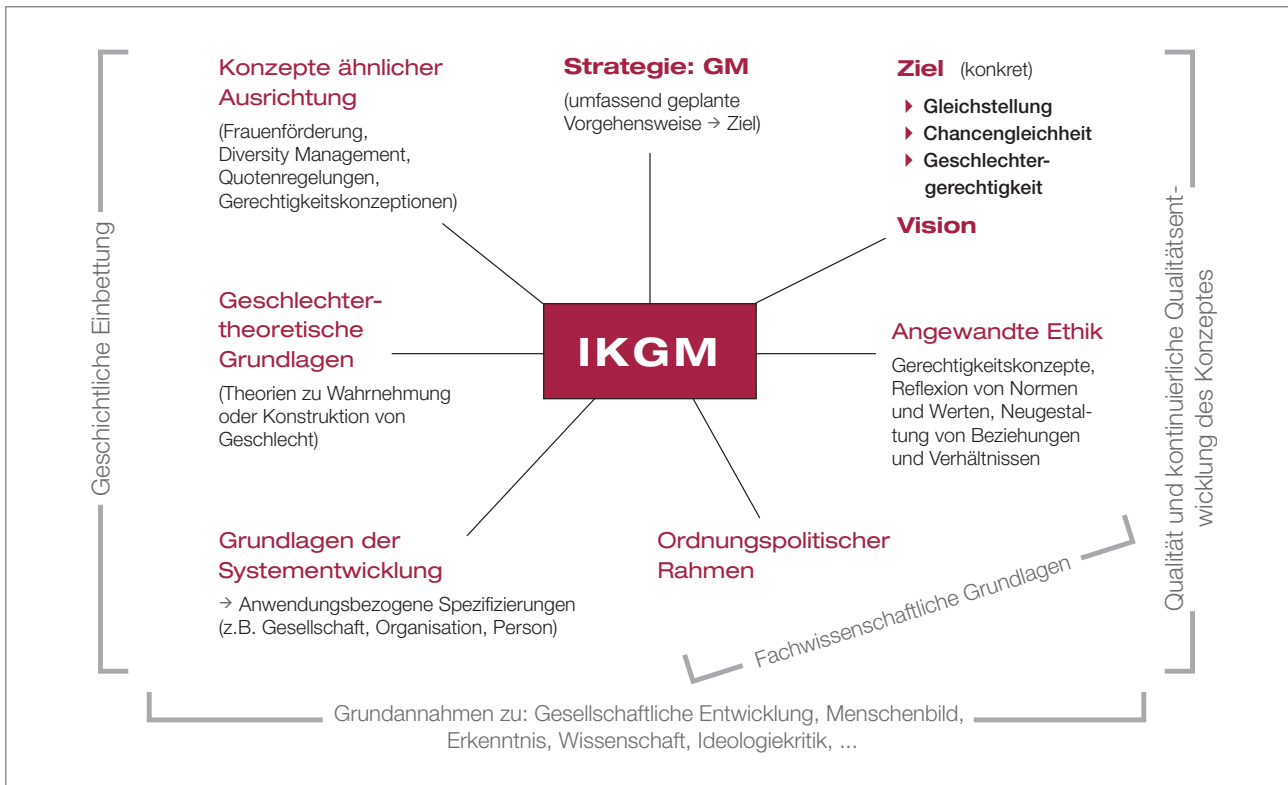 Geschichtliche Einbettung
Konzepte ähnlicher
Ausrichtung
(Frauenförderung,
Diversity Management,
Quotenregelungen,
Gerechtigkeitskonzeptionen)
Strategie: GM
(umfassend geplante
Vorgehensweise → Ziel)
Ziel (konkret)
Gleichstellung
Chancengleichheit
Geschlechter-
gerechtigkeit
Vision
Geschlechter-
theoretische
Grundlagen
(Theorien zu Wahrnehmung
oder Konstruktion von
Geschlecht)
IKGM
Angewandte Ethik
Gerechtigkeitskonzepte,
Reflexion von Normen
und Werten, Neugestal-
tung von Beziehungen
und Verhältnissen
Grundlagen der
Systementwicklung
→ Anwendungsbezogene Spezifizierungen
(z.B. Gesellschaft, Organisation, Person)
Ordnungspolitischer
Rahmen
Fachwissenschaftliche Grundlagen
Qualität und kontinuierliche Qualitätsent-
wicklung des Konzeptes
Grundannahmen zu: Gesellschaftliche Entwicklung, Menschenbild,
Erkenntnis, Wissenschaft, Ideologiekritik, ...